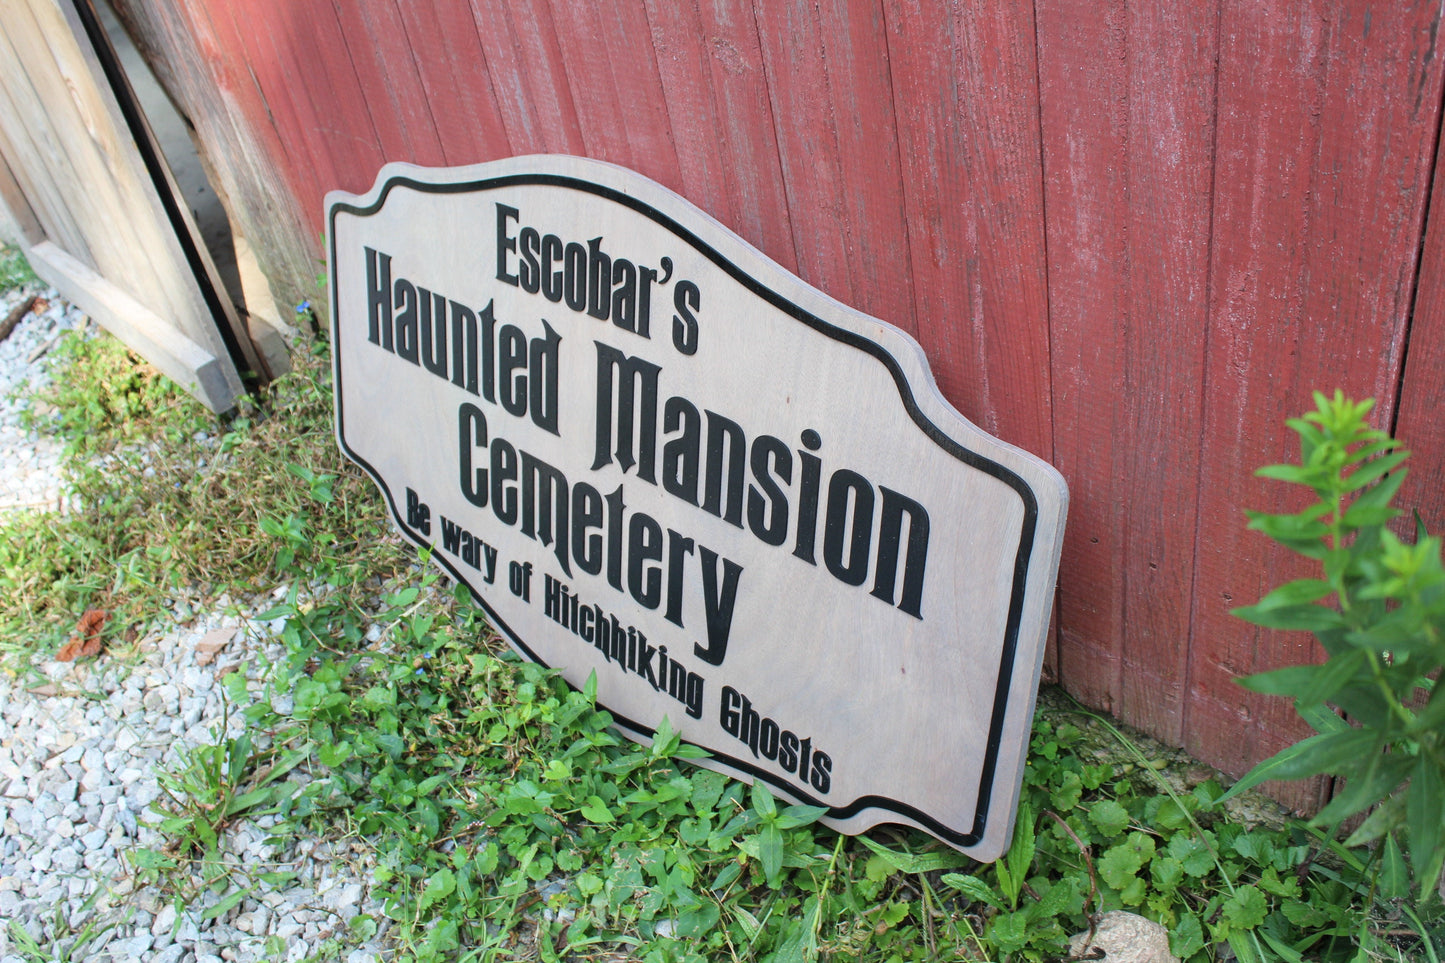 Escobar's
Haunted Mansion
Cemetery
Be wary of Hitchhiking Ghosts